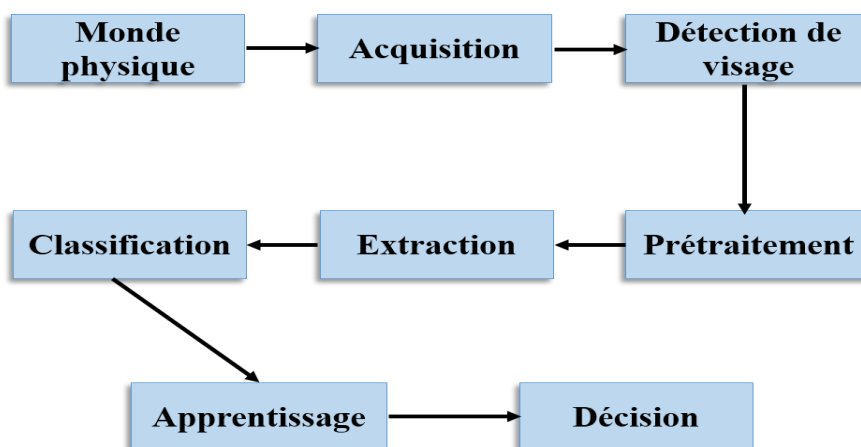 Monde
physique
Acquisition
Détection de
visage
Prétraitement
Extraction
Classification
Apprentissage
Décision